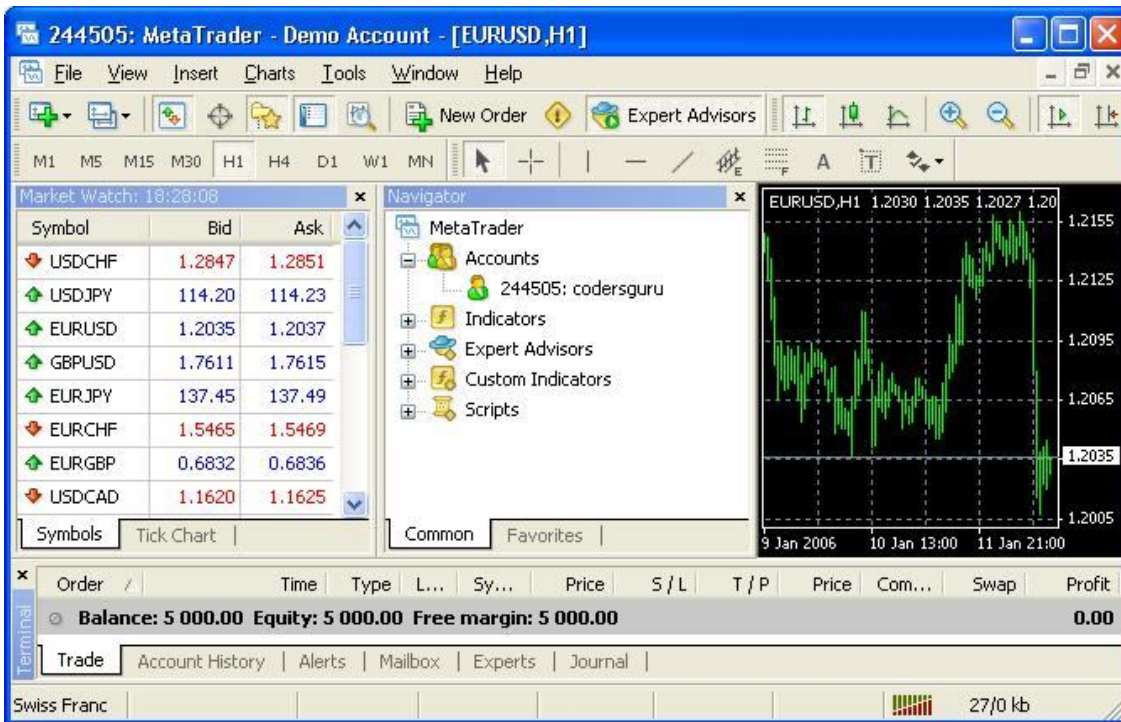 244505: MetaTrader - Demo Account - [EURUSD,H1]
File View Insert Charts Tools Window Help
New Order Expert Advisors
M1 M5 M15 M30 H1 H4 D1 W1 MN E F A T
Market Watch: 18:28:08
Symbol Bid Ask
USDCHF 1.2847 1.2851
USDJPY 114.20 114.23
EURUSD 1.2035 1.2037
GBPUSD 1.7611 1.7615
EURJPY 137.45 137.49
EURCHF 1.5465 1.5469
EURGBP 0.6832 0.6836
USDCAD 1.1620 1.1625
Symbols Tick Chart
Navigator
MetaTrader
Accounts
244505: codersguru
Indicators
Expert Advisors
Custom Indicators
Scripts
Common Favorites
EURUSD,H1 1.2030 1.2035 1.2027 1.20
1.2155
1.2125
1.2095
1.2065
1.2035
1.2005
9 Jan 2006 10 Jan 13:00 11 Jan 21:00
Order / Time Type L... Sy... Price S / L T / P Price Com... Swap Profit
Balance: 5 000.00 Equity: 5 000.00 Free margin: 5 000.00 0.00
Terminal
Trade Account History Alerts Mailbox Experts Journal
Swiss Franc 27/0 kb